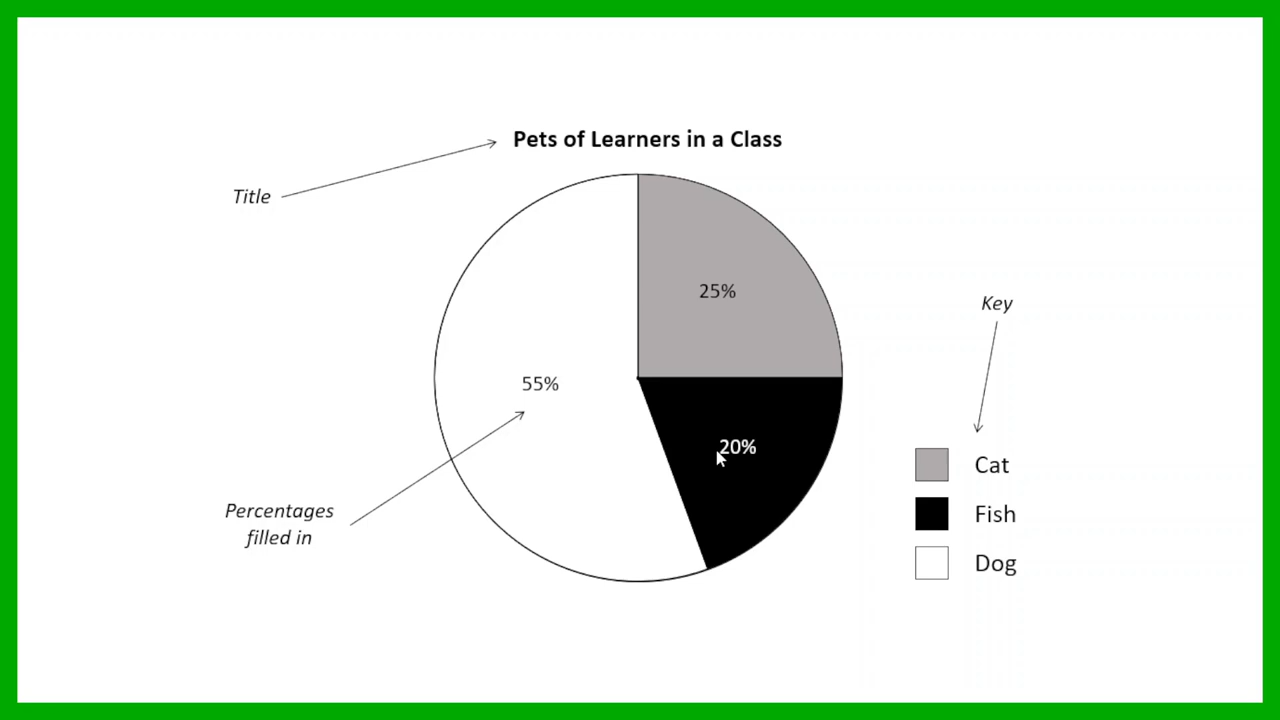 Pets of Learners in a Class
Title
25%
Key
55%
20%
Cat
Fish
Dog
Percentages
filled in